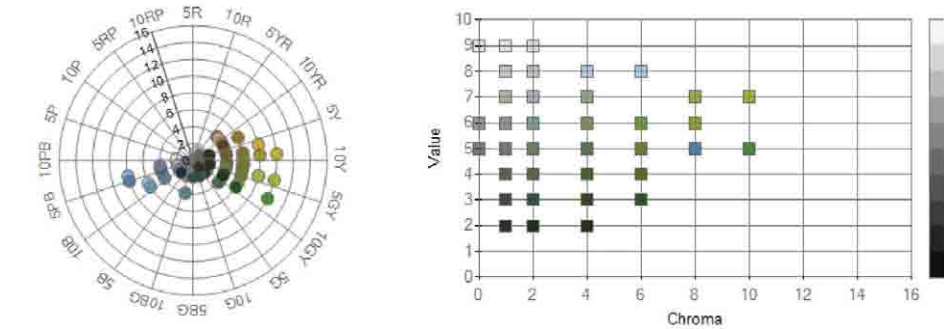 5R
10R
5YR
10YR
5Y
10Y
5GY
10GY
5G
10G
5BG
10BG
5B
10B
5PB
10PB
5P
10P
5RP
10RP
16
14
12
10
8
6
4
2
0
Value
10
9
8
7
6
5
4
3
2
1
0
0 2 4 6 8 10 12 14 16
Chroma